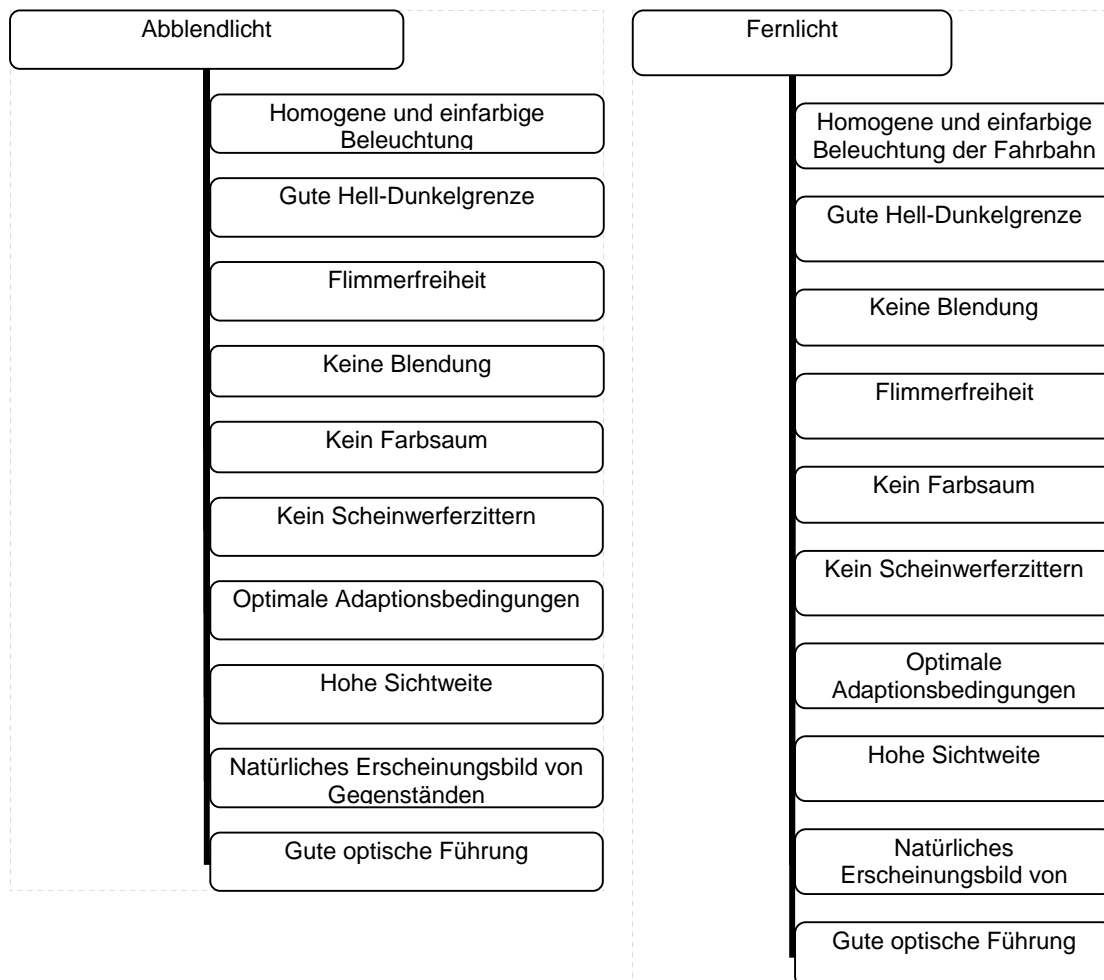 Abblendlicht
Homogene und einfarbige
Beleuchtung
Gute Hell-Dunkelgrenze
Flimmerfreiheit
Keine Blendung
Kein Farbsaum
Kein Scheinwerferzittern
Optimale Adaptionsbedingungen
Hohe Sichtweite
Natürliches Erscheinungsbild von
Gegenständen
Gute optische Führung
Fernlicht
Homogene und einfarbige
Beleuchtung der Fahrbahn
Gute Hell-Dunkelgrenze
Keine Blendung
Flimmerfreiheit
Kein Farbsaum
Kein Scheinwerferzittern
Optimale
Adaptionsbedingungen
Hohe Sichtweite
Natürliches
Erscheinungsbild von
Gute optische Führung